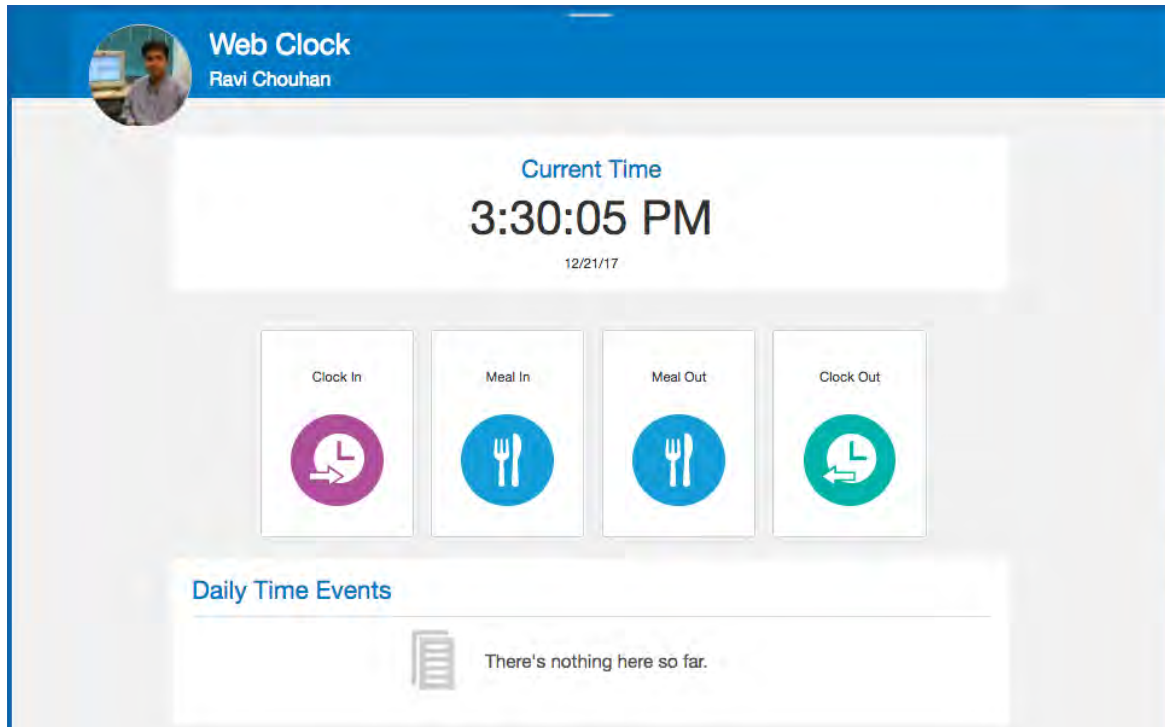 Web Clock
Ravi Chouhan
Current Time
3:30:05 PM
12/21/17
Clock In
Meal In
Meal Out
Clock Out
Daily Time Events
There's nothing here so far.